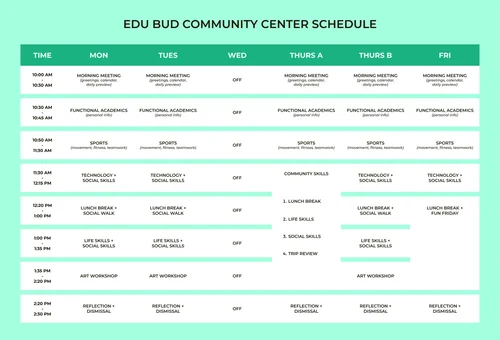 EDU BUD COMMUNITY CENTER SCHEDULE
TIME MON TUES WED THURS A THURS B FRI
10:00 AM
-
10:30 AM
MORNING MEETING
(greetings, calendar,
daily preview)
MORNING MEETING
(greetings, calendar,
daily preview)
OFF
MORNING MEETING
(greetings, calendar,
daily preview)
MORNING MEETING
(greetings, calendar,
daily preview)
MORNING MEETING
(greetings, calendar,
daily preview)
10:30 AM
-
10:45 AM
FUNCTIONAL ACADEMICS
(personal info)
FUNCTIONAL ACADEMICS
(personal info)
OFF
FUNCTIONAL ACADEMICS
(personal info)
FUNCTIONAL ACADEMICS
(personal info)
FUNCTIONAL ACADEMICS
(personal info)
10:50 AM
-
11:30 AM
SPORTS
(movement, fitness, teamwork)
SPORTS
(movement, fitness, teamwork)
OFF
SPORTS
(movement, fitness, teamwork)
SPORTS
(movement, fitness, teamwork)
SPORTS
(movement, fitness, teamwork)
11:30 AM
-
12:15 PM
TECHNOLOGY +
SOCIAL SKILLS
TECHNOLOGY +
SOCIAL SKILLS
OFF
COMMUNITY SKILLS
1. LUNCH BREAK
2. LIFE SKILLS
3. SOCIAL SKILLS
4. TRIP REVIEW
TECHNOLOGY +
SOCIAL SKILLS
TECHNOLOGY +
SOCIAL SKILLS
12:20 PM
-
1:00 PM
LUNCH BREAK +
SOCIAL WALK
LUNCH BREAK +
SOCIAL WALK
OFF
LUNCH BREAK +
SOCIAL WALK
LUNCH BREAK +
FUN FRIDAY
1:00 PM
-
1:35 PM
LIFE SKILLS +
SOCIAL SKILLS
LIFE SKILLS +
SOCIAL SKILLS
OFF
LIFE SKILLS +
SOCIAL SKILLS
1:35 PM
-
2:20 PM
ART WORKSHOP
ART WORKSHOP
OFF
ART WORKSHOP
2:20 PM
-
2:30 PM
REFLECTION +
DISMISSAL
REFLECTION +
DISMISSAL
OFF
REFLECTION +
DISMISSAL
REFLECTION +
DISMISSAL
REFLECTION +
DISMISSAL